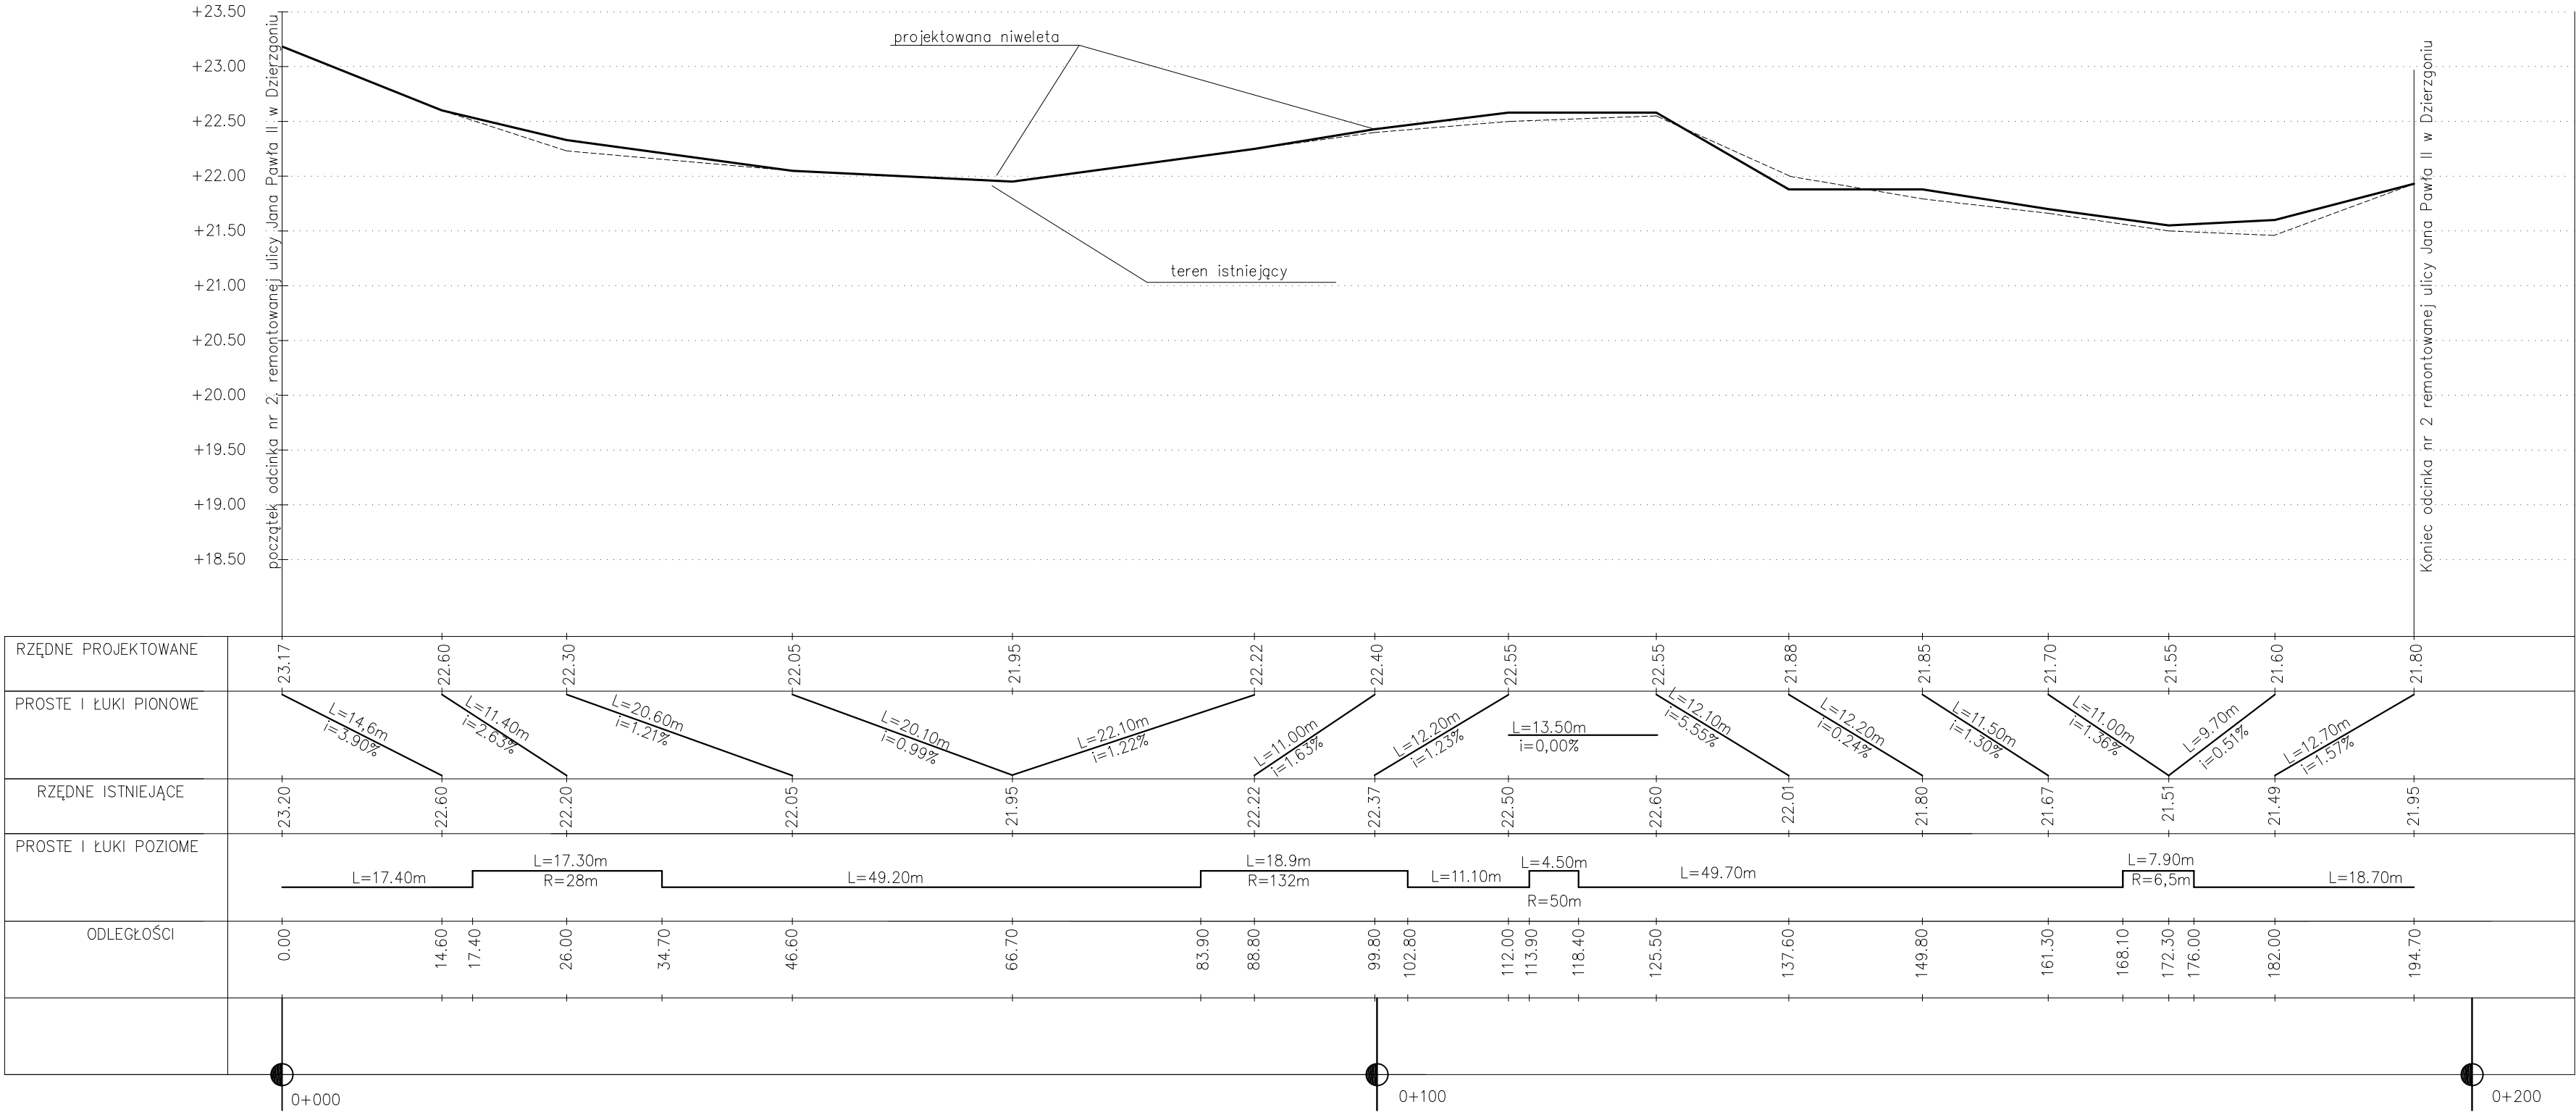 +23.50
+23.00
+22.50
+22.00
+21.50
+21.00
+20.50
+20.00
+19.50
+19.00
+18.50
początek odcinka nr 2 remontowanej ulicy Jana Pawła II w Dzierzgoniu
projektowana niweleta
teren istniejący
Koniec odcinka nr 2 remontowanej ulicy Jana Pawła II w Dzierzgoniu
RZĘDNE PROJEKTOWANE
23.17
22.60
22.30
22.05
21.95
22.22
22.40
22.55
22.55
21.88
21.85
21.70
21.55
21.60
21.80
PROSTE I ŁUKI PIONOWE
L=14,6m
i=3.90%
L=11.40m
i=2.63%
L=20.60m
i=1.21%
L=20.10m
i=0.99%
L=22.10m
i=1.22%
L=11.00m
i=1.63%
L=12.20m
i=1.23%
L=13.50m
i=0,00%
L=12.10m
i=5.55%
L=12.20m
i=0.24%
L=11.50m
i=1.30%
L=11.00m
i=1.36%
L=9.70m
i=0.51%
L=12.70m
i=1.57%
RZĘDNE ISTNIEJĄCE
23.20
22.60
22.20
22.05
21.95
22.22
22.37
22.50
22.60
22.01
21.80
21.67
21.51
21.49
21.95
PROSTE I ŁUKI POZIOME
L=17.40m
L=17.30m
R=28m
L=49.20m
L=18.9m
R=132m
L=11.10m
L=4.50m
R=50m
L=49.70m
L=7.90m
R=6,5m
L=18.70m
ODLEGŁOŚCI
0.00
14.60
17.40
26.00
34.70
46.60
66.70
83.90
88.80
99.80
102.80
112.00
113.90
118.40
125.50
137.60
149.80
161.30
168.10
172.30
176.00
182.00
194.70
0+000
0+100
0+200